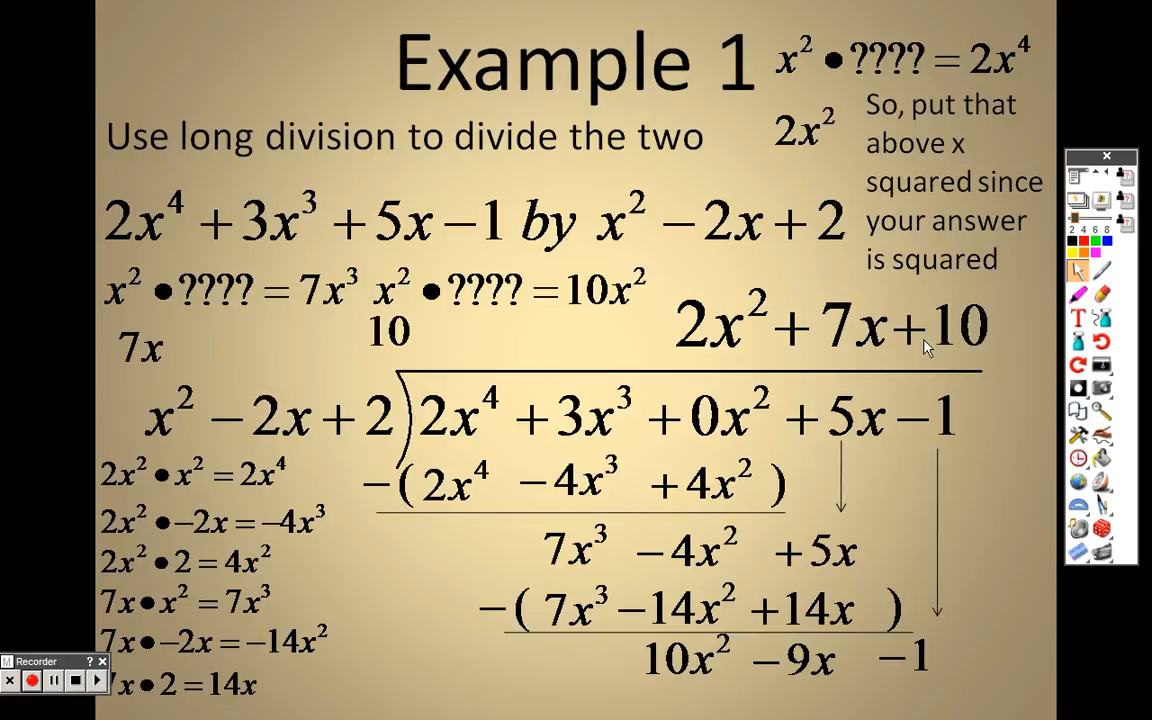 Example 1
x² • ???? = 2x⁴
Use long division to divide the two
2x²
So, put that
above x
squared since
your answer
is squared
2x⁴ + 3x³ + 5x − 1 by x² − 2x + 2
x² • ???? = 7x³ x² • ???? = 10x²
7x
10
2x² + 7x + 10
x² − 2x + 2 2x⁴ + 3x³ + 0x² + 5x − 1
2x² • x² = 2x⁴
−( 2x⁴ − 4x³ + 4x² )
2x² • −2x = −4x³
2x² • 2 = 4x²
7x³ − 4x² + 5x
7x • x² = 7x³
−( 7x³ − 14x² + 14x )
7x • −2x = −14x²
10x² − 9x − 1
7x • 2 = 14x
Recorder ? ×
2 4 6 8
T